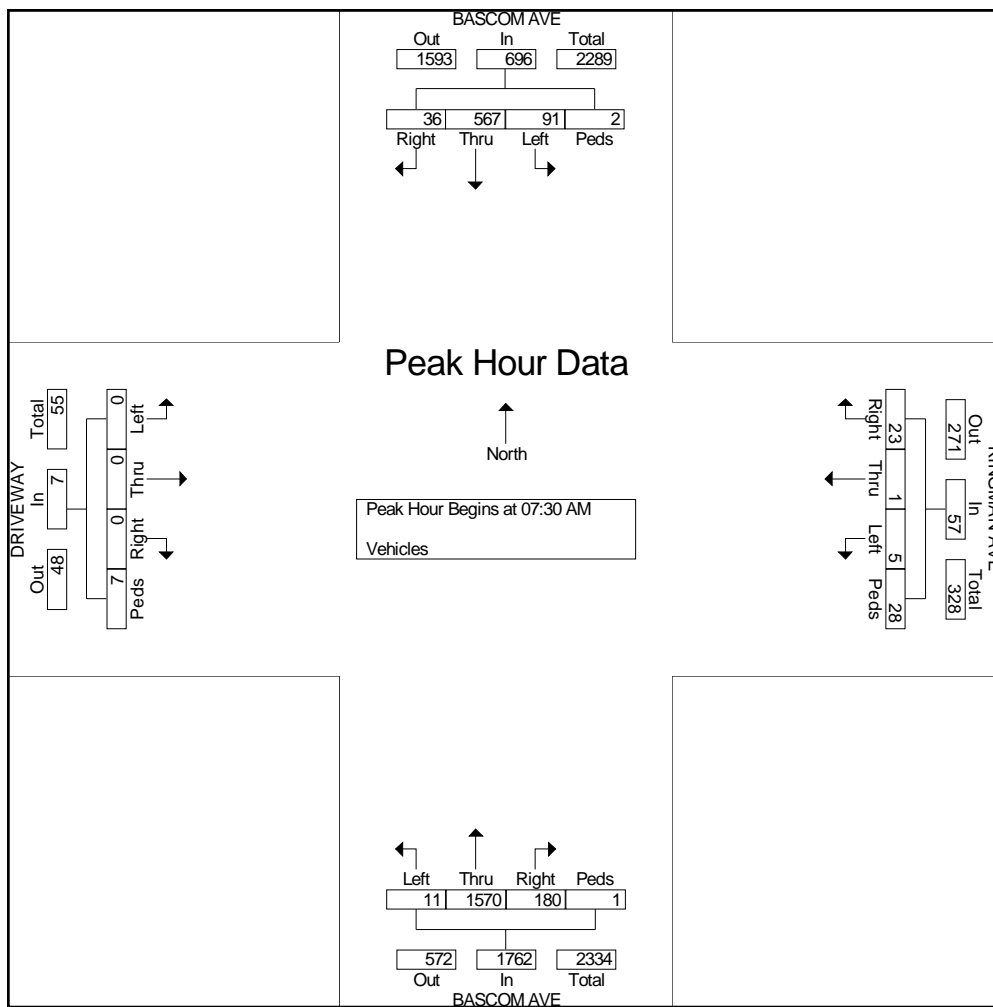 BASCOM AVE
Out In Total
1593 696 2289
36 567 91 2
Right Thru Left Peds
Peak Hour Data
North
Peak Hour Begins at 07:30 AM
Vehicles
DRIVEWAY
Total In Out
55 7 48
0 0 0 7
Left Thru Right Peds
Right Thru Left Peds
23 1 5 28
Out In Total
271 57 328
KINGMAN AVE
Left Thru Right Peds
11 1570 180 1
572 1762 2334
Out In Total
BASCOM AVE